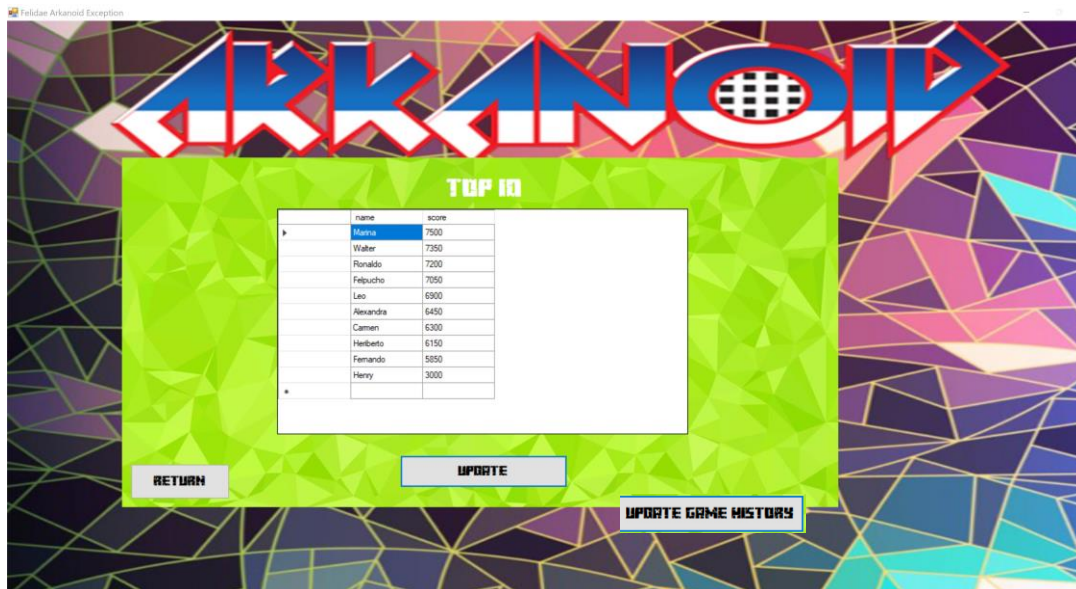 Felidae Arkanoid Exception
ARKANOID
TOP 10
name score
Marina 7500
Walter 7350
Ronaldo 7200
Felpucho 7050
Leo 6900
Alexandra 6450
Carmen 6300
Heriberto 6150
Fernando 5850
Henry 3000
UPDATE
RETURN
UPDATE GAME HISTORY